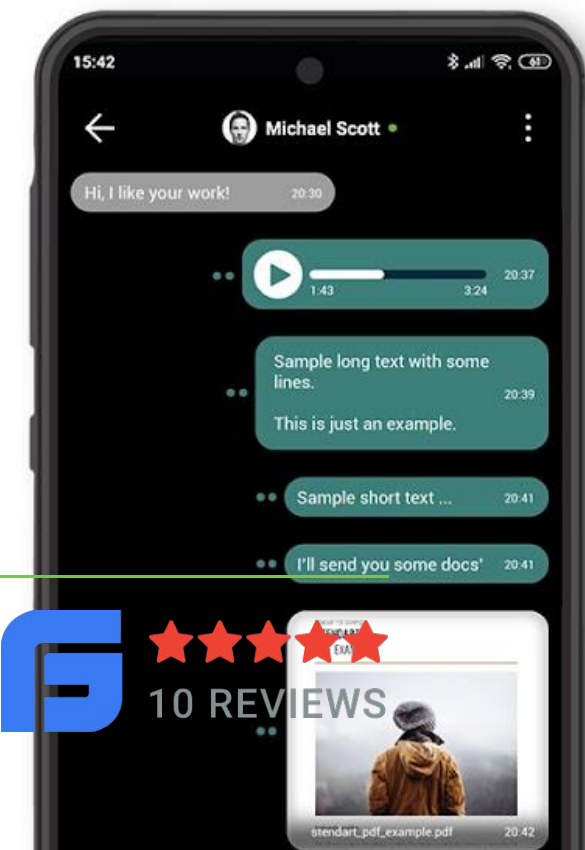 15:42
61
Michael Scott
Hi, I like your work! 20:30
1:43 3:24 20:37
Sample long text with some
lines.
20:39
This is just an example.
Sample short text ... 20:41
I'll send you some docs' 20:41
10 REVIEWS
stendart_pdf_example.pdf 20:42